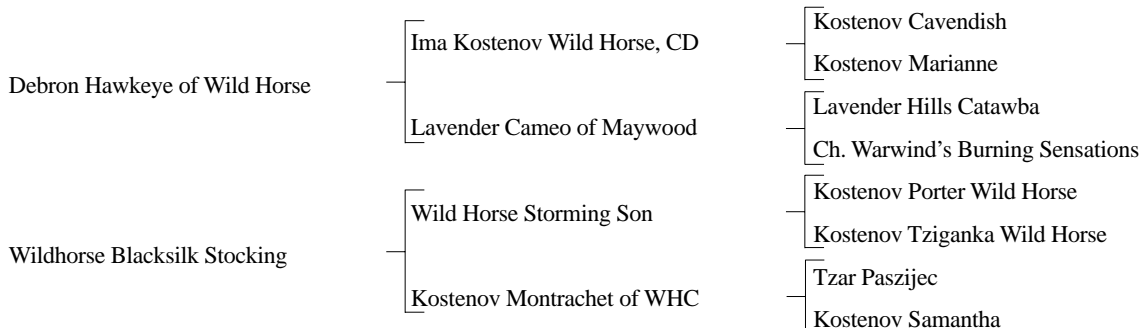 Kostenov Cavendish
Ima Kostenov Wild Horse, CD
Kostenov Marianne
Debron Hawkeye of Wild Horse
Lavender Hills Catawba
Lavender Cameo of Maywood
Ch. Warwind’s Burning Sensations
Kostenov Porter Wild Horse
Wild Horse Storming Son
Kostenov Tziganka Wild Horse
Wildhorse Blacksilk Stocking
Tzar Paszijec
Kostenov Montrachet of WHC
Kostenov Samantha